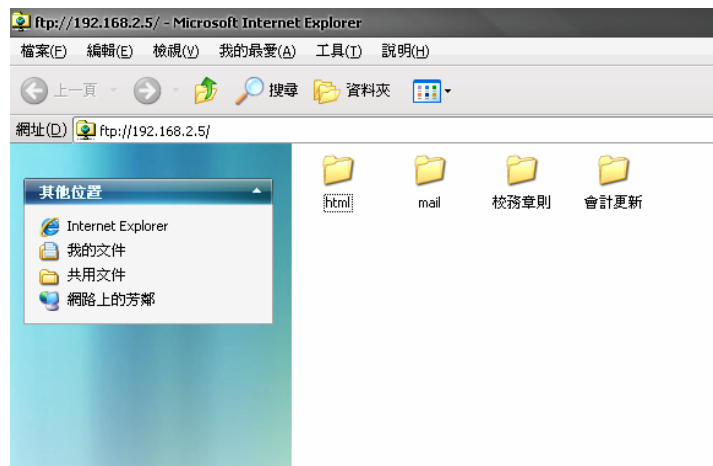 ftp://192.168.2.5/ - Microsoft Internet Explorer
檔案(F) 編輯(E) 檢視(V) 我的最愛(A) 工具(T) 說明(H)
上一頁 搜尋 資料夾
網址(D) ftp://192.168.2.5/
其他位置
Internet Explorer
我的文件
共用文件
網路上的芳鄰
html mail 校務章則 會計更新